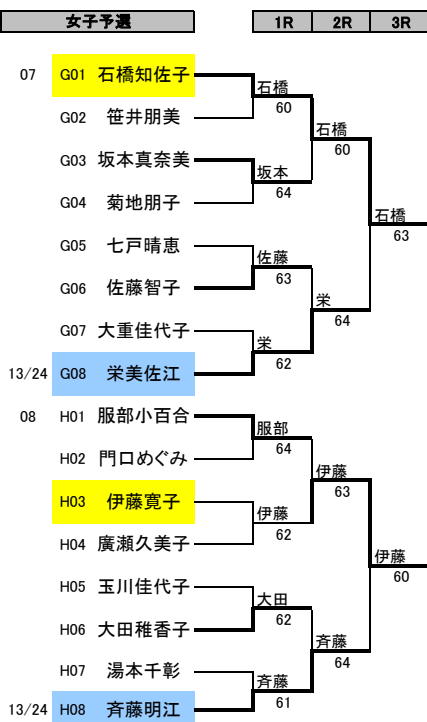 女子予選 1R 2R 3R
07 G01 石橋知佐子
石橋
60
G02 笹井朋美
石橋
60
G03 坂本真奈美
坂本
64
G04 菊地朋子
石橋
63
G05 七戸晴恵
佐藤
63
G06 佐藤智子
栄
64
G07 大重佳代子
栄
62
13/24 G08 栄美佐江
08 H01 服部小百合
服部
64
H02 門口めぐみ
伊藤
63
H03 伊藤寛子
伊藤
62
H04 廣瀬久美子
伊藤
60
H05 玉川佳代子
大田
62
H06 大田稚香子
斉藤
64
H07 湯本千彰
斉藤
61
13/24 H08 斉藤明江